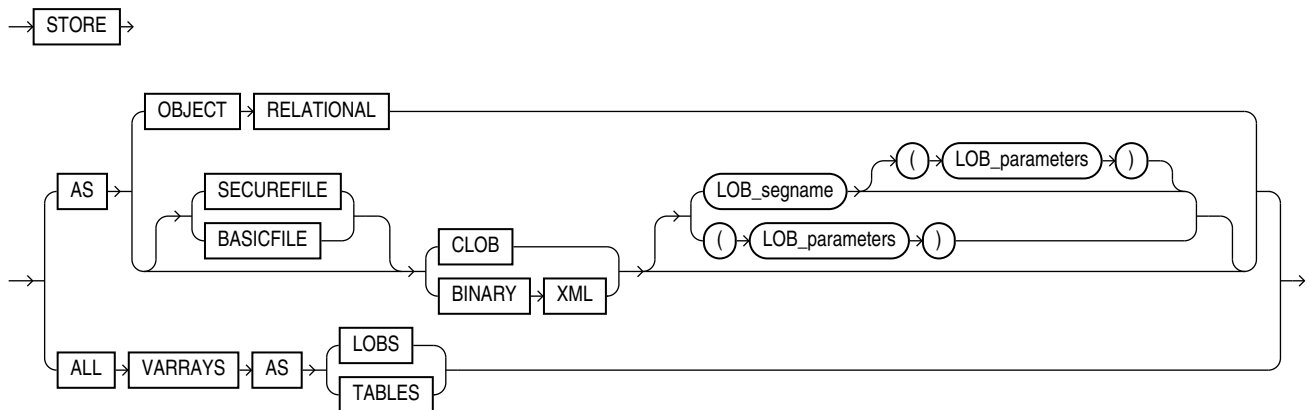 STORE
OBJECT RELATIONAL
( LOB_parameters )
AS SECUREFILE LOB_segname
BASICFILE ( LOB_parameters )
CLOB
BINARY XML
LOBS
ALL VARRAYS AS
TABLES